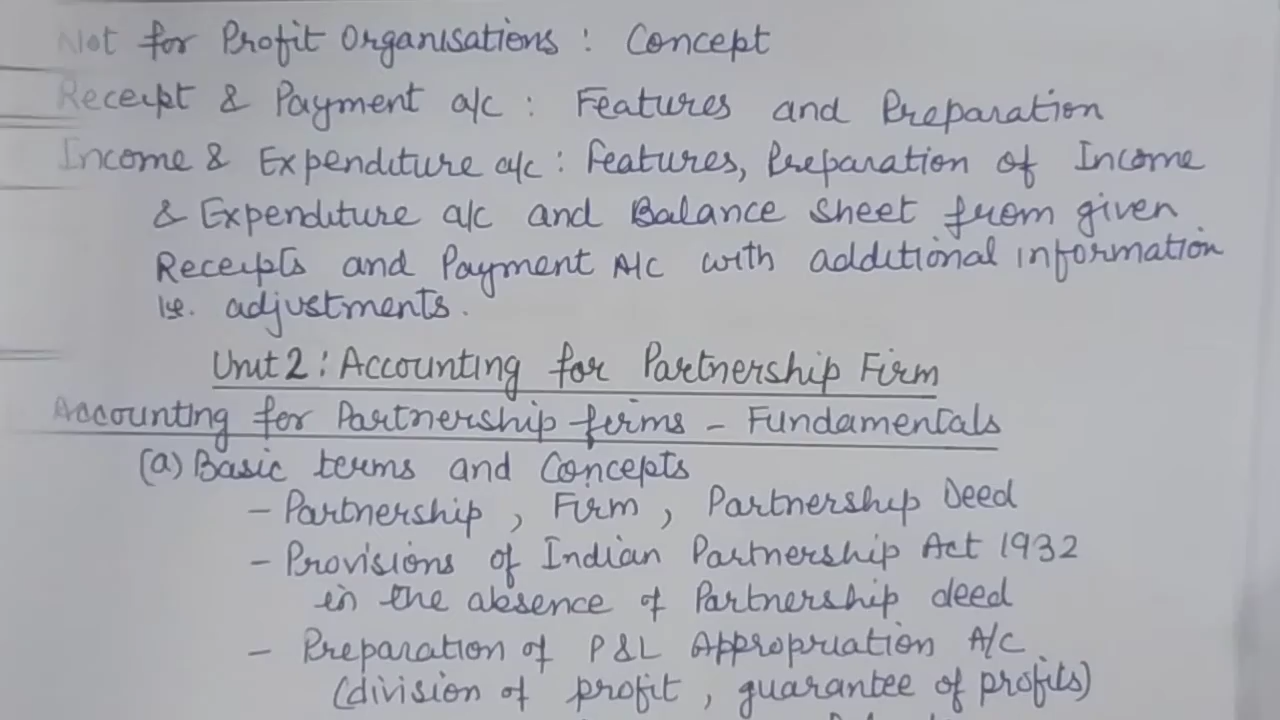 Not for Profit Organisations : Concept
Receipt & Payment a/c : Features and Preparation
Income & Expenditure a/c : Features, Preparation of Income
& Expenditure a/c and Balance Sheet from given
Receipts and Payment A/c with additional information
ie. adjustments.
Unit 2 : Accounting for Partnership Firm
Accounting for Partnership firms - Fundamentals
(a) Basic terms and Concepts
- Partnership , Firm , Partnership Deed
- Provisions of Indian Partnership Act 1932
in the absence of Partnership deed
- Preparation of P&L Appropriation A/C
(division of profit , guarantee of profits)